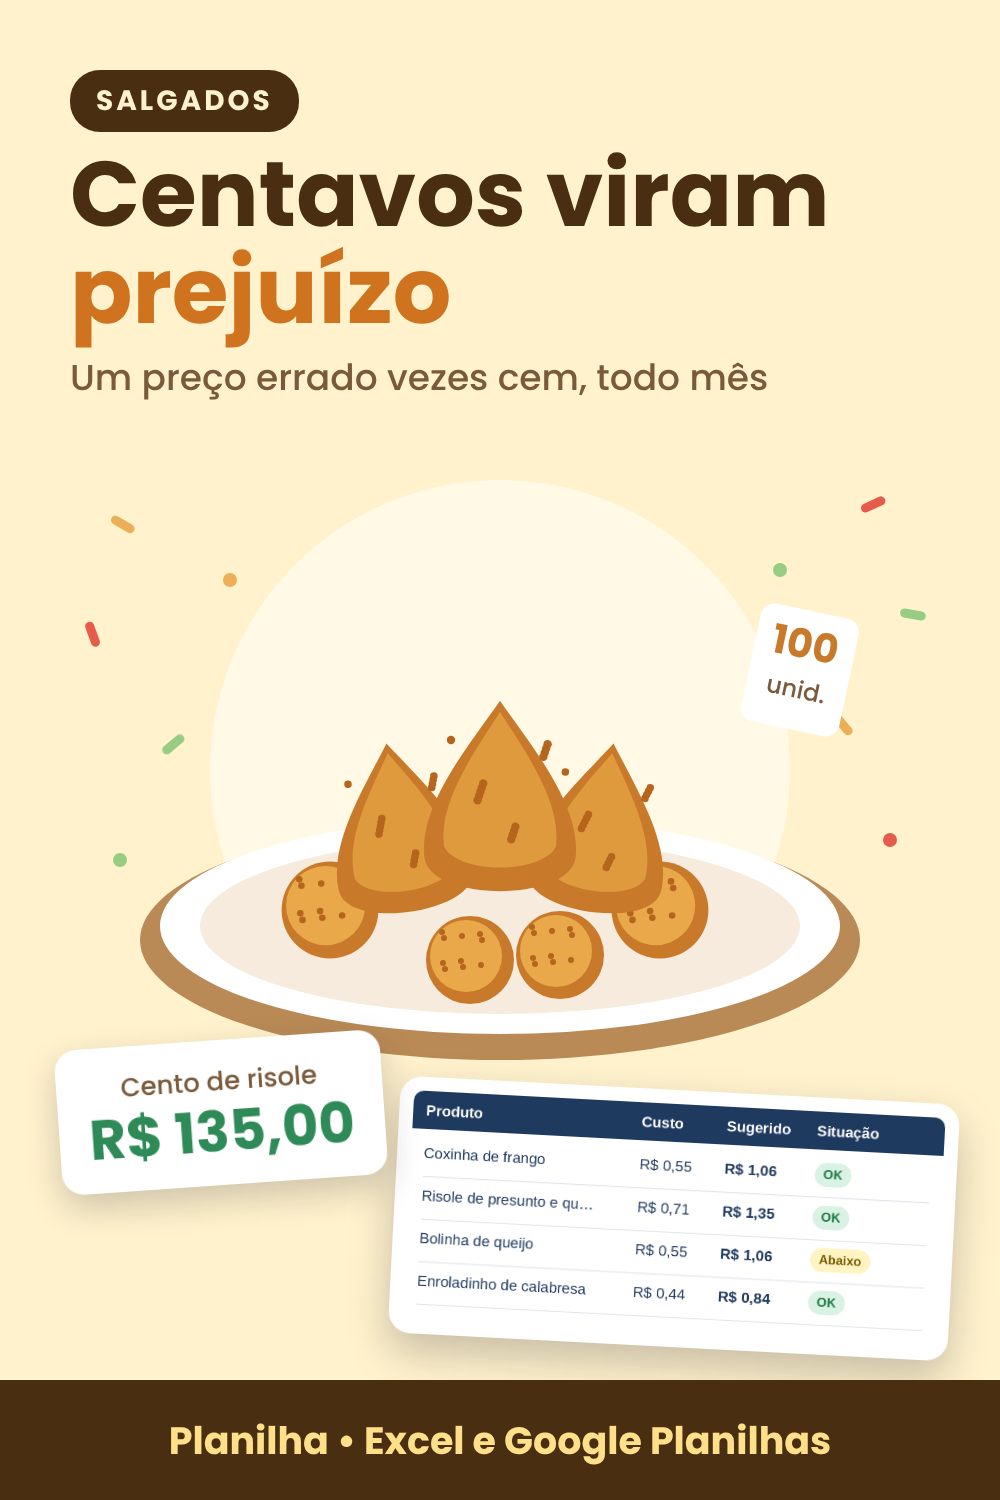 SALGADOS
Centavos viram
prejuízo
Um preço errado vezes cem, todo mês
100
unid.
Cento de risole
R$ 135,00
Produto Custo Sugerido Situação
Coxinha de frango R$ 0,55 R$ 1,06 OK
Risole de presunto e qu... R$ 0,71 R$ 1,35 OK
Bolinha de queijo R$ 0,55 R$ 1,06 Abaixo
Enroladinho de calabresa R$ 0,44 R$ 0,84 OK
Planilha • Excel e Google Planilhas